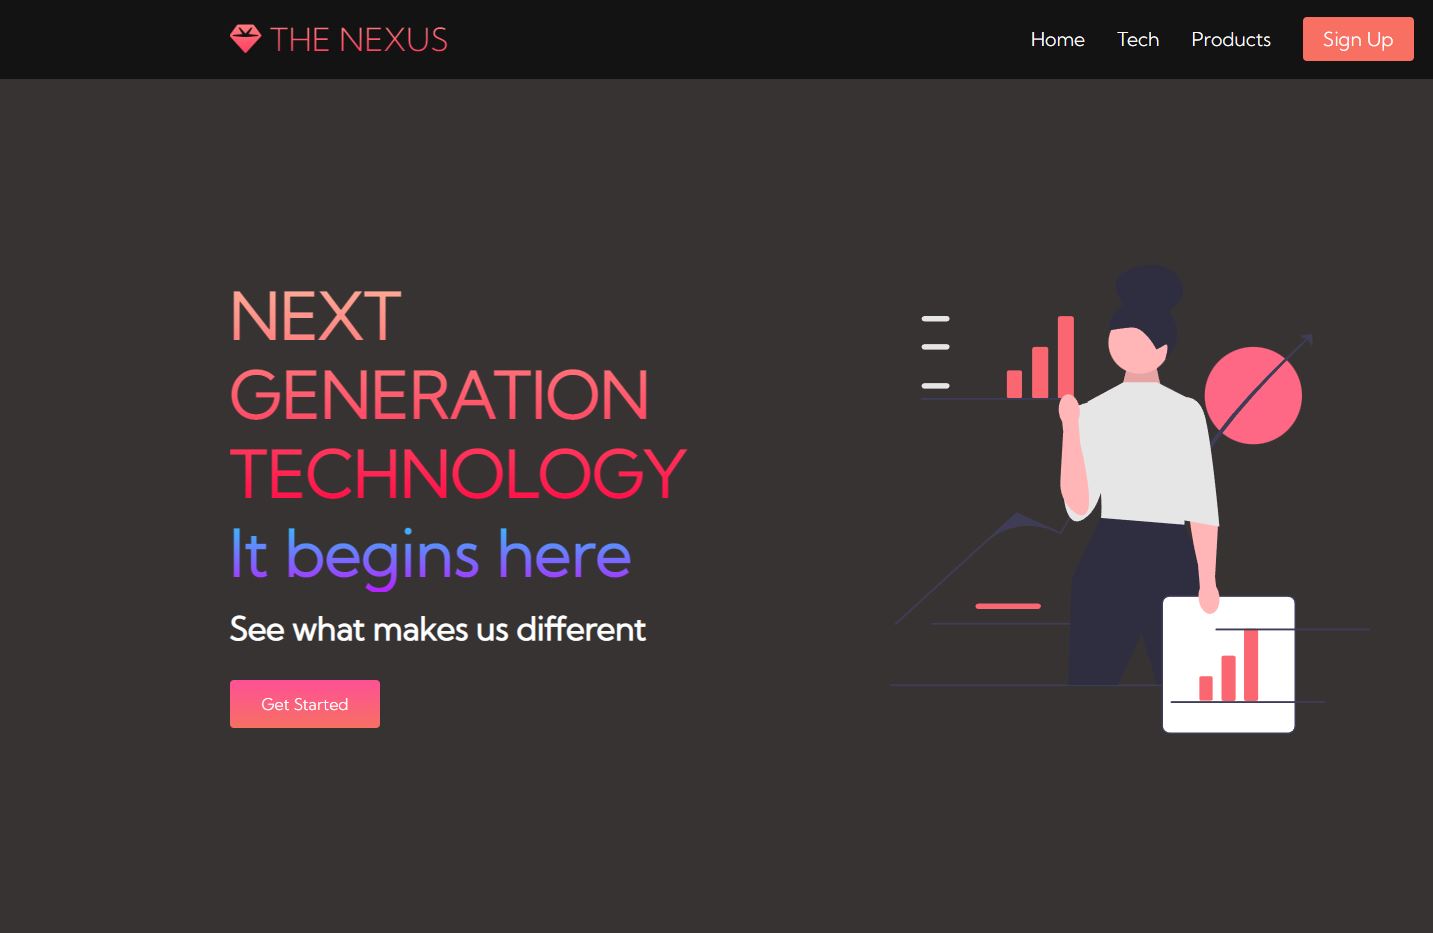 THE NEXUS
Home Tech Products Sign Up
NEXT
GENERATION
TECHNOLOGY
It begins here
See what makes us different
Get Started